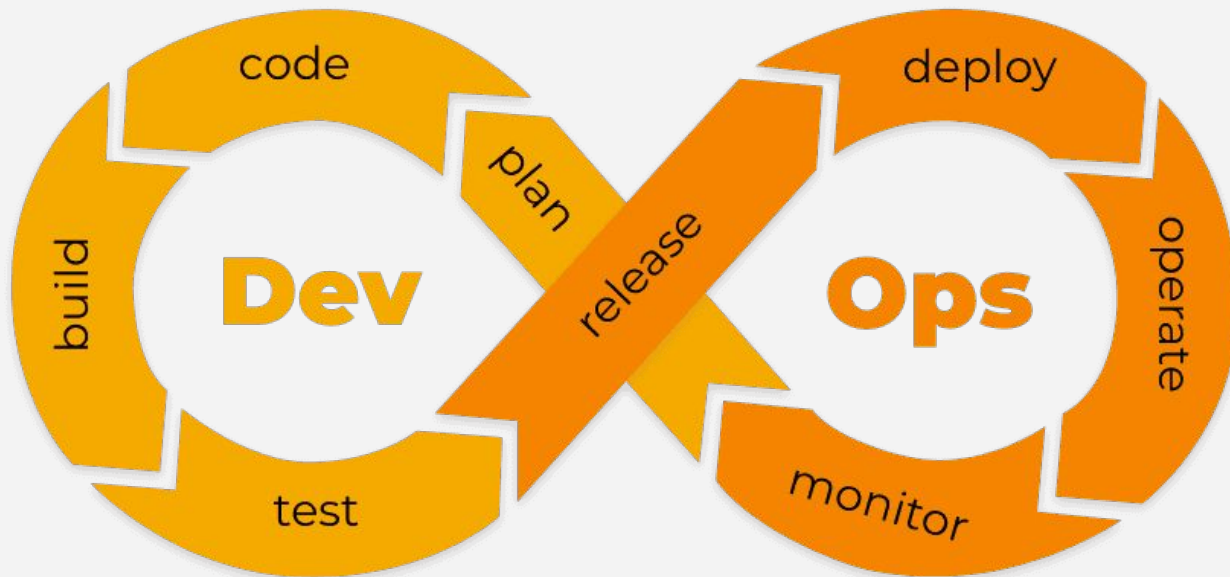 code
deploy
plan
release
build
Dev
Ops
operate
test
monitor